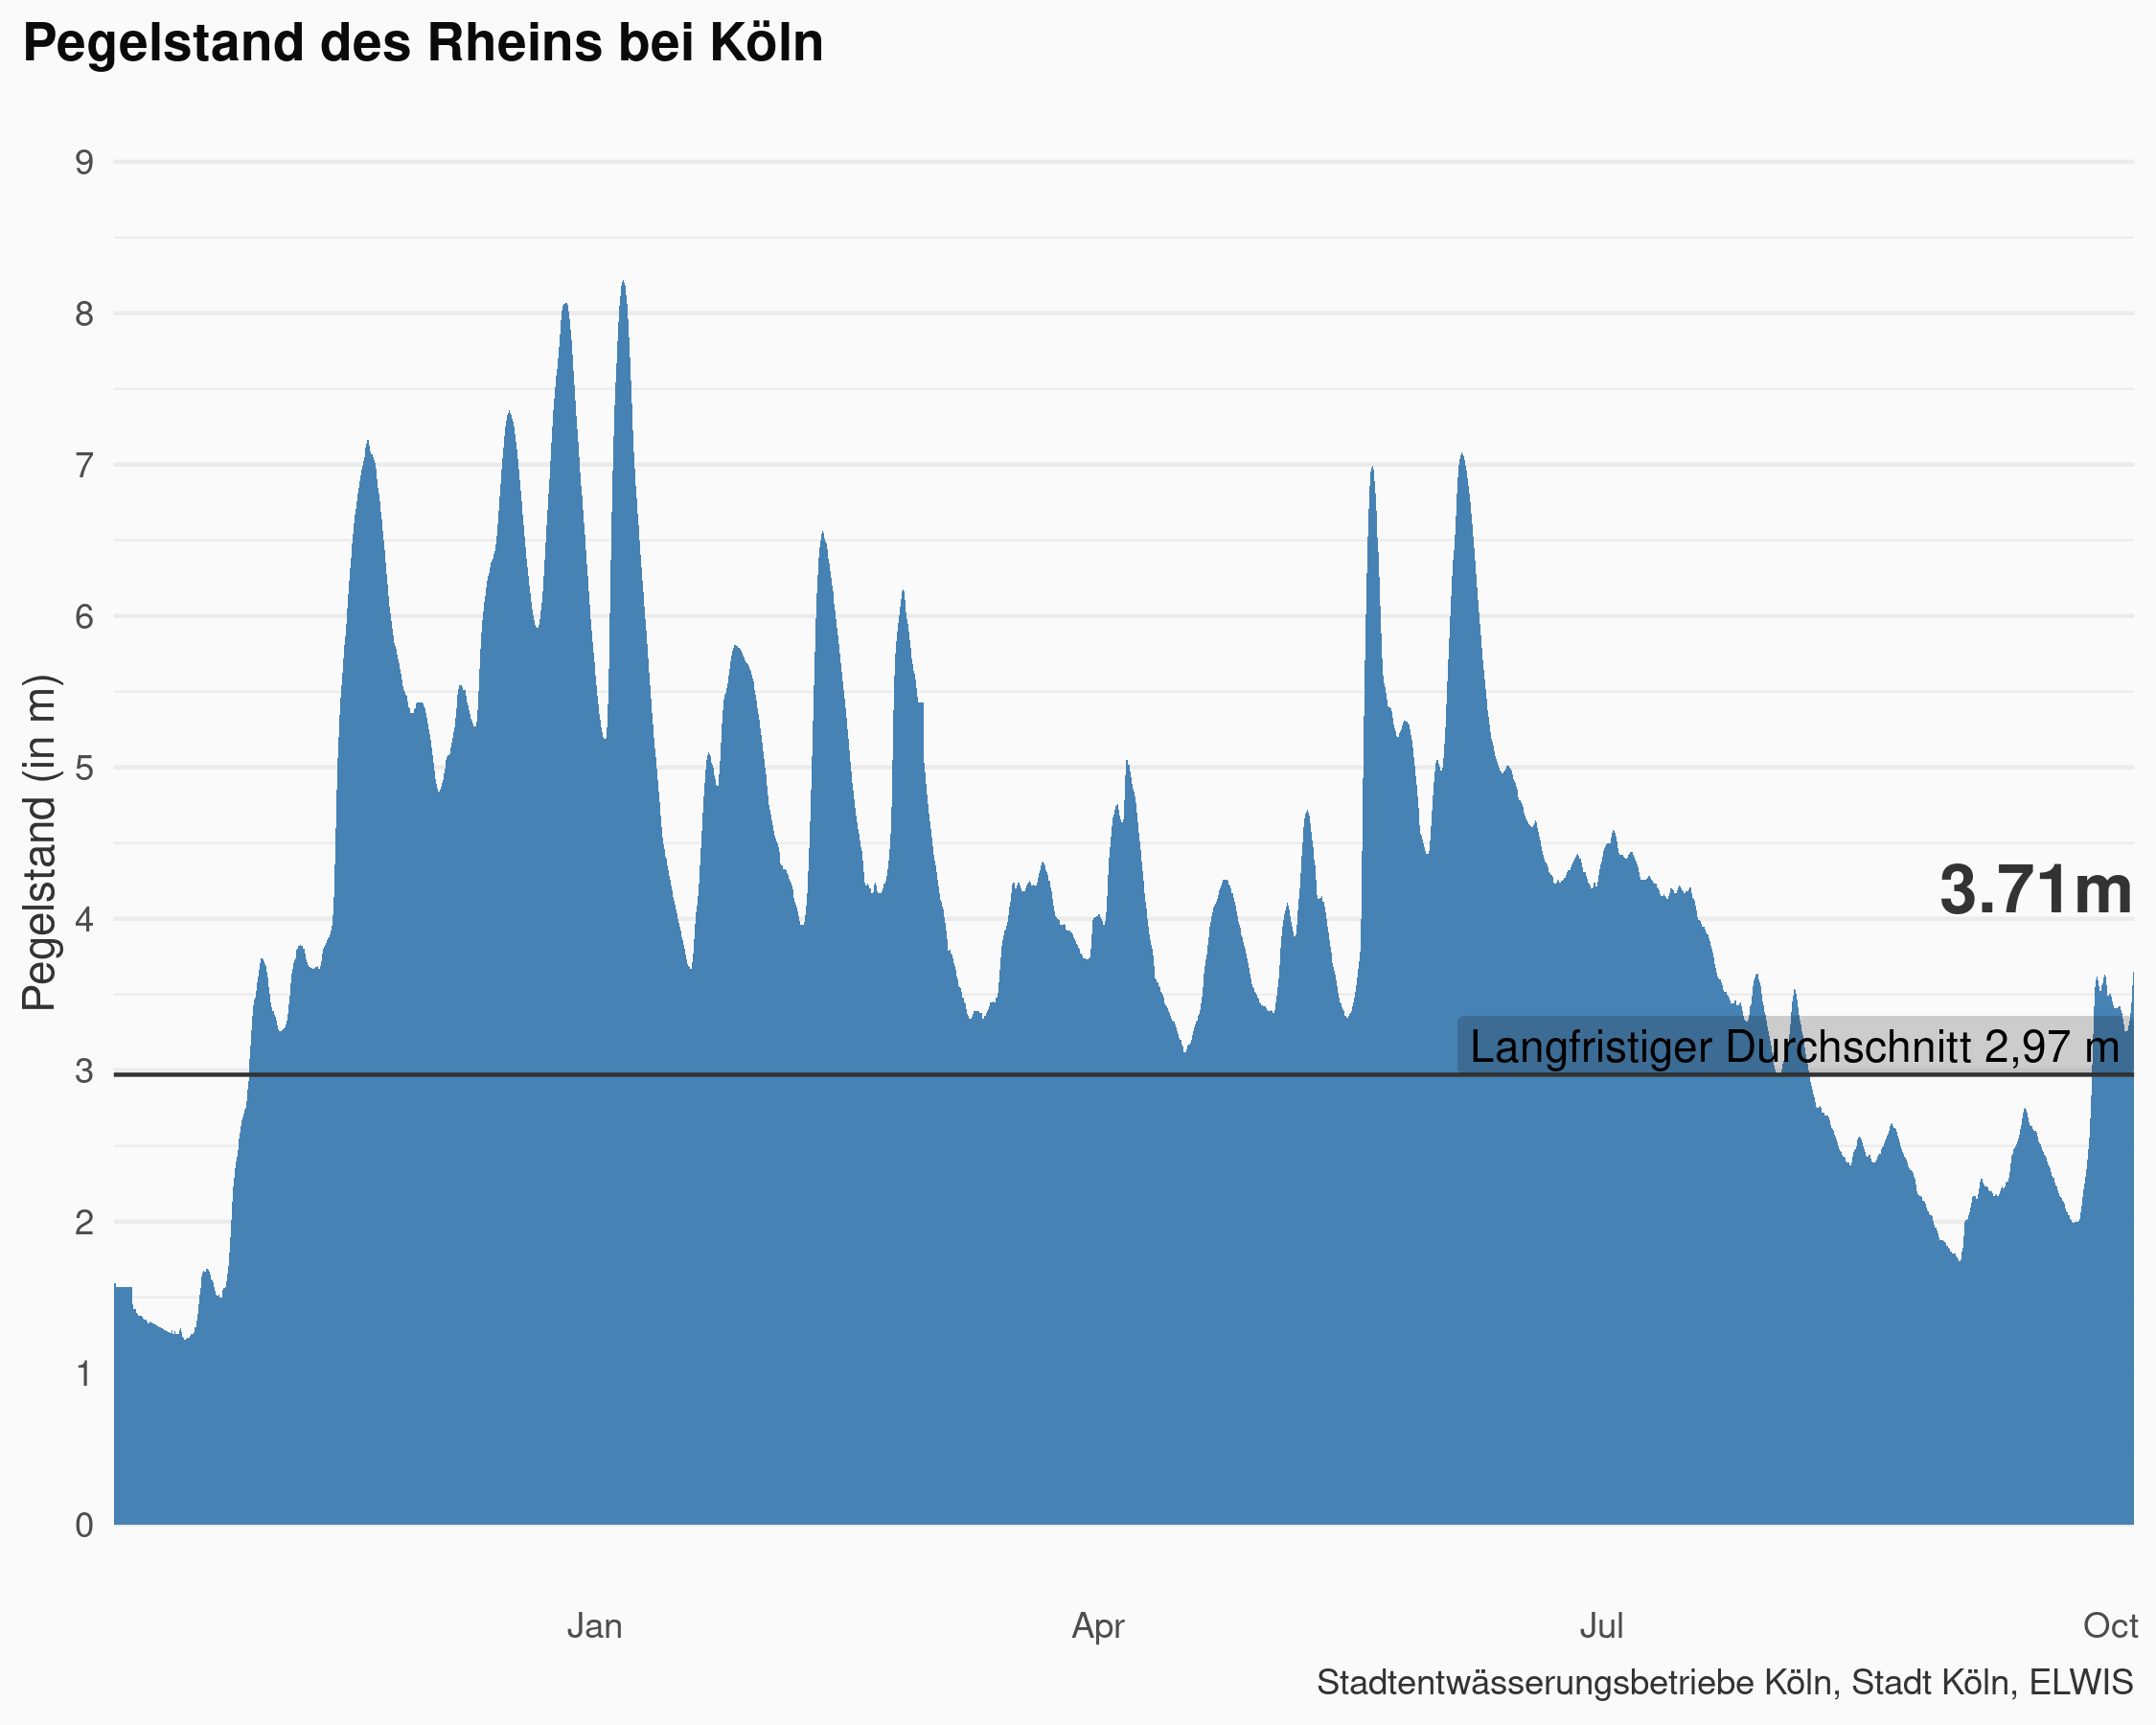 Pegelstand des Rheins bei Köln
9
8
7
6
5
4
3
2
1
0
Pegelstand (in m)
3.71m
Langfristiger Durchschnitt 2,97 m
Jan Apr Jul Oct
Stadtentwässerungsbetriebe Köln, Stadt Köln, ELWIS